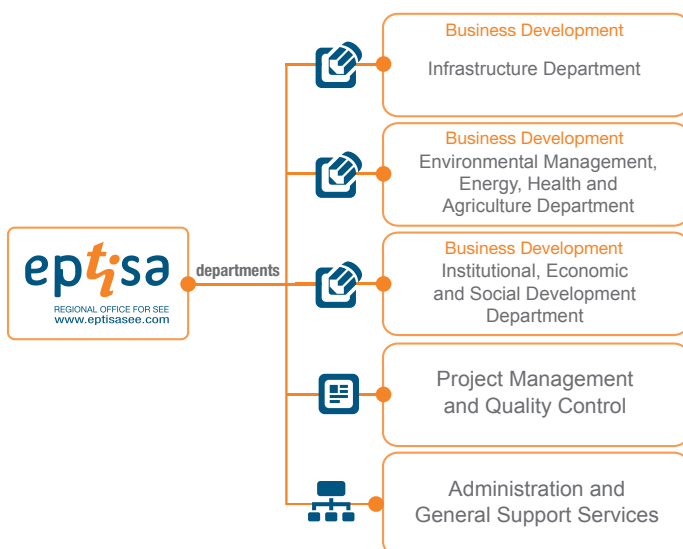 eptisa
REGIONAL OFFICE FOR SEE
www.eptisasee.com
departments
Business Development
Infrastructure Department
Business Development
Environmental Management,
Energy, Health and
Agriculture Department
Business Development
Institutional, Economic
and Social Development
Department
Project Management
and Quality Control
Administration and
General Support Services